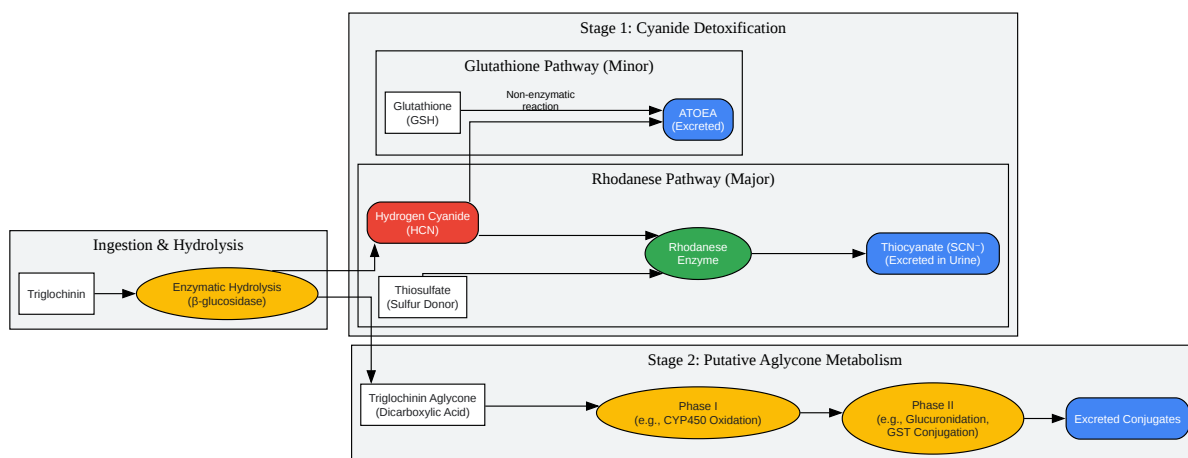 Stage 1: Cyanide Detoxification
Glutathione Pathway (Minor)
Glutathione
(GSH)
Non-enzymatic
reaction
ATOEA
(Excreted)
Rhodanese Pathway (Major)
Hydrogen Cyanide
(HCN)
Rhodanese
Enzyme
Thiocyanate (SCN⁻)
(Excreted in Urine)
Thiosulfate
(Sulfur Donor)
Ingestion & Hydrolysis
Triglochinin
Enzymatic Hydrolysis
(β-glucosidase)
Stage 2: Putative Aglycone Metabolism
Triglochinin Aglycone
(Dicarboxylic Acid)
Phase I
(e.g., CYP450 Oxidation)
Phase II
(e.g., Glucuronidation,
GST Conjugation)
Excreted Conjugates